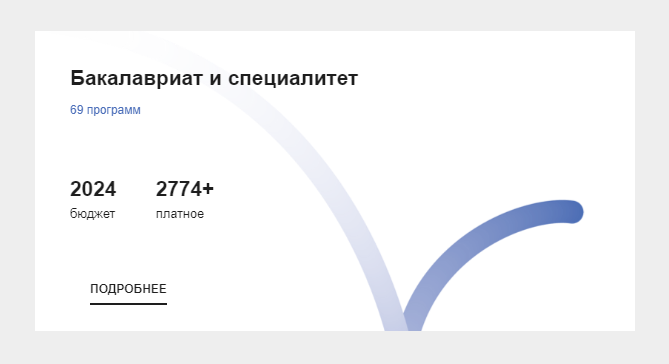 Бакалавриат и специалитет
69 программ
2024 2774+
бюджет платное
ПОДРОБНЕЕ